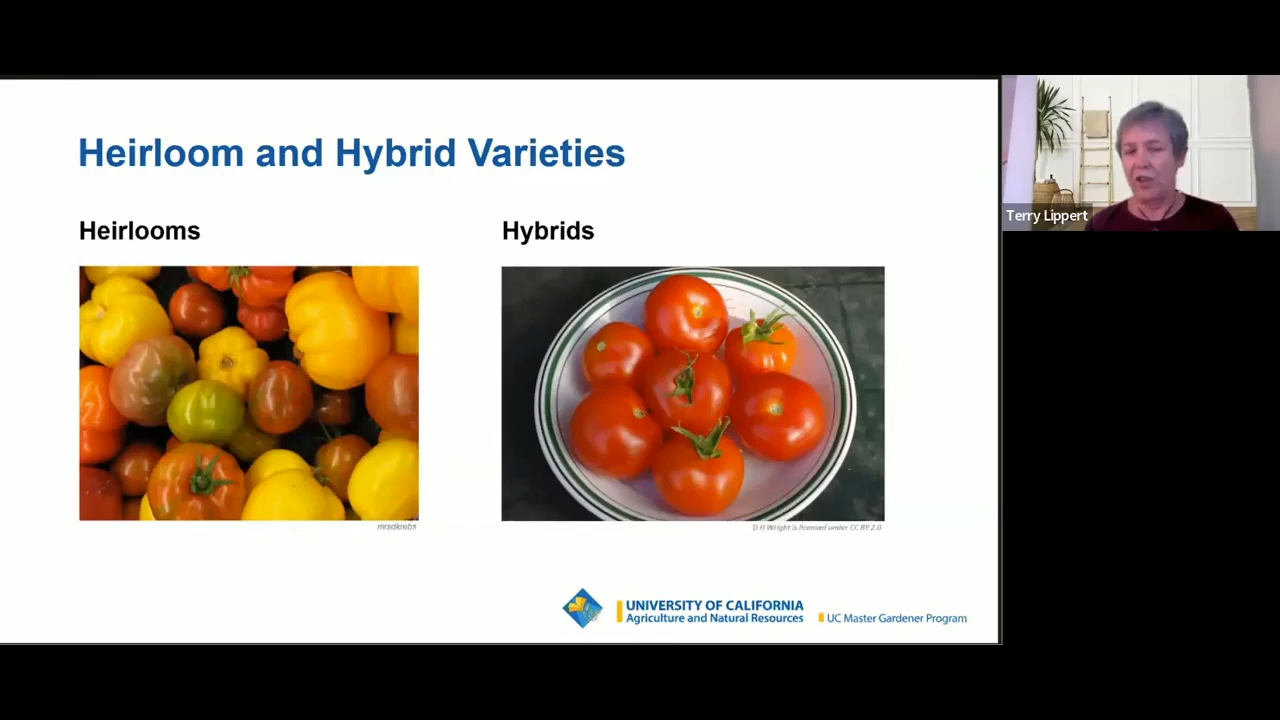 Heirloom and Hybrid Varieties
Terry Lippert
Heirlooms
Hybrids
mrsdkrebs
D H Wright is licensed under CC BY 2.0
UNIVERSITY OF CALIFORNIA
Agriculture and Natural Resources
UC Master Gardener Program